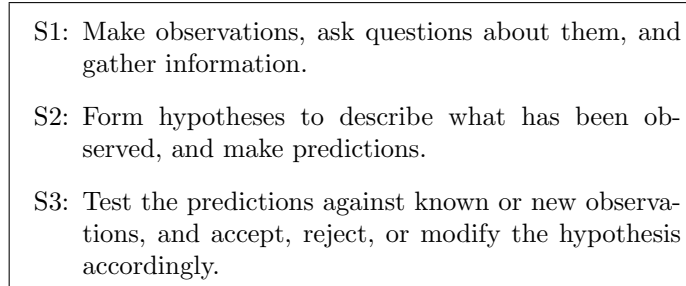 S1: Make observations, ask questions about them, and
gather information.
S2: Form hypotheses to describe what has been ob-
served, and make predictions.
S3: Test the predictions against known or new observa-
tions, and accept, reject, or modify the hypothesis
accordingly.